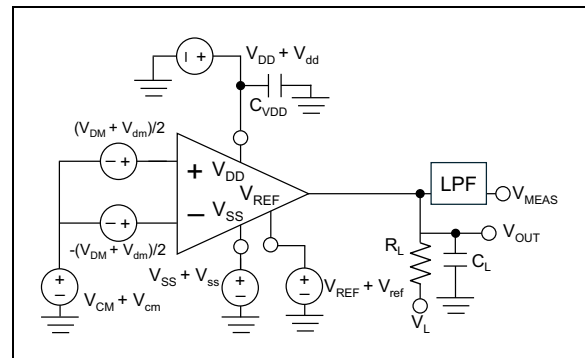 V_DD + V_dd
C_VDD
(V_DM + V_dm)/2
+
V_DD
V_REF
−
V_SS
-(V_DM + V_dm)/2
LPF
V_MEAS
V_OUT
R_L
C_L
V_SS + V_ss
V_REF + V_ref
V_CM + V_cm
V_L